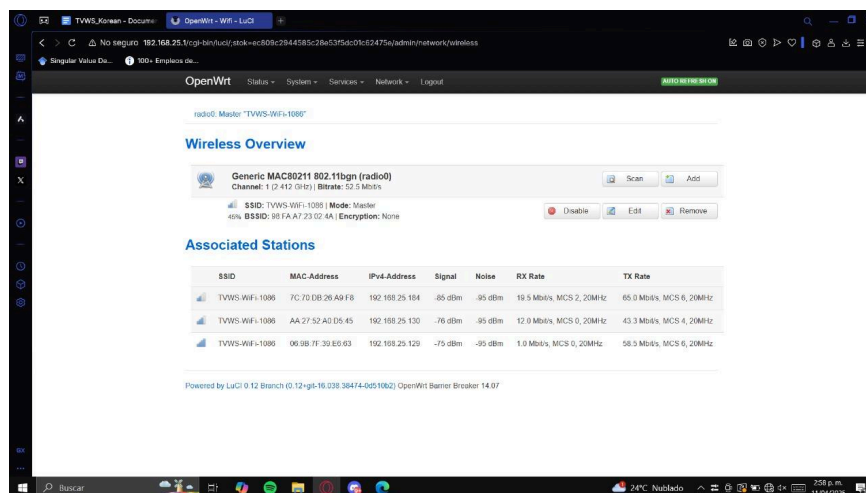 TVWS_Korean - Docume
OpenWrt - Wifi - LuCI
No seguro 192.168.25.1/cgi-bin/luci/;stok=ec809c2944585c28e53f5dc01c62475e/admin/network/wireless
Singular Value De... 100+ Empleos de...
OpenWrt Status System Services Network Logout AUTO REFRESH ON
radio0: Master "TVWS-WiFi-1086"
Wireless Overview
Generic MAC80211 802.11bgn (radio0)
Channel: 1 (2.412 GHz) | Bitrate: 52.5 Mbit/s
Scan Add
SSID: TVWS-WiFi-1086 | Mode: Master
45% BSSID: 98:FA:A7:23:02:4A | Encryption: None
Disable Edit Remove
Associated Stations
SSID MAC-Address IPv4-Address Signal Noise RX Rate TX Rate
TVWS-WiFi-1086 7C:70:DB:26:A9:F8 192.168.25.184 -85 dBm -95 dBm 19.5 Mbit/s, MCS 2, 20MHz 65.0 Mbit/s, MCS 6, 20MHz
TVWS-WiFi-1086 AA:27:52:A0:D5:45 192.168.25.130 -76 dBm -95 dBm 12.0 Mbit/s, MCS 0, 20MHz 43.3 Mbit/s, MCS 4, 20MHz
TVWS-WiFi-1086 06:9B:7F:39:E6:63 192.168.25.129 -75 dBm -95 dBm 1.0 Mbit/s, MCS 0, 20MHz 58.5 Mbit/s, MCS 6, 20MHz
Powered by LuCI 0.12 Branch (0.12+git-16.038.38474-0d510b2) OpenWrt Barrier Breaker 14.07
Buscar
24°C Nublado
2:58 p. m.